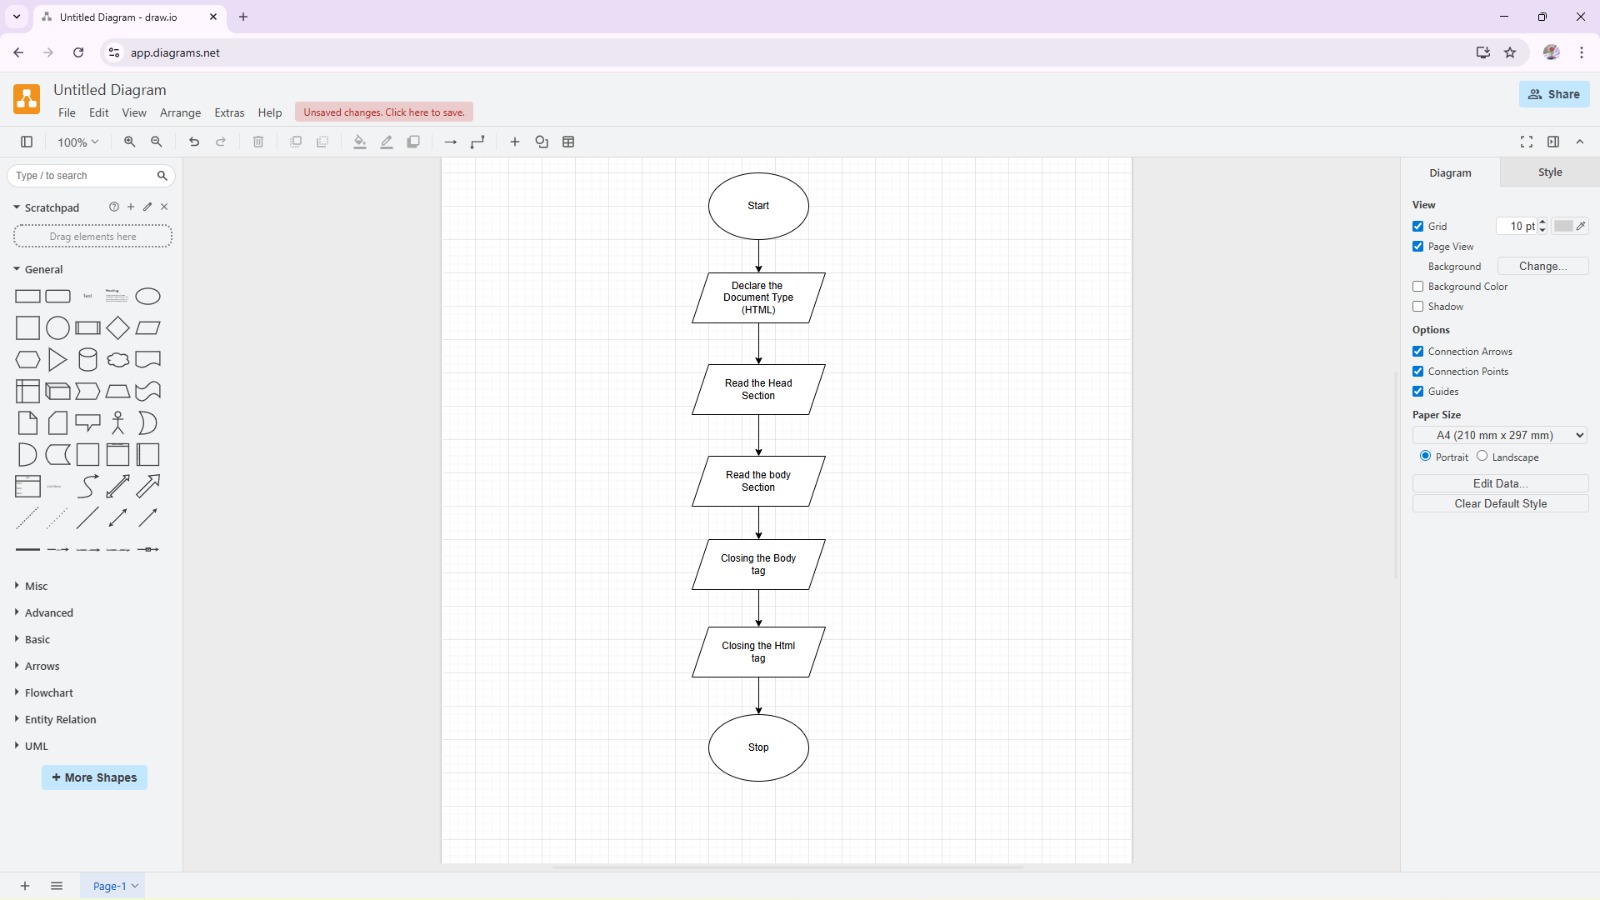 Untitled Diagram - draw.io
app.diagrams.net
Untitled Diagram
File Edit View Arrange Extras Help Unsaved changes. Click here to save.
Share
100%
Type / to search
Scratchpad
Drag elements here
General
Text
Heading
Misc
Advanced
Basic
Arrows
Flowchart
Entity Relation
UML
+ More Shapes
Start
Declare the
Document Type
(HTML)
Read the Head
Section
Read the body
Section
Closing the Body
tag
Closing the Html
tag
Stop
Diagram Style
View
Grid 10 pt
Page View
Background Change...
Background Color
Shadow
Options
Connection Arrows
Connection Points
Guides
Paper Size
A4 (210 mm x 297 mm)
Portrait Landscape
Edit Data...
Clear Default Style
Page-1